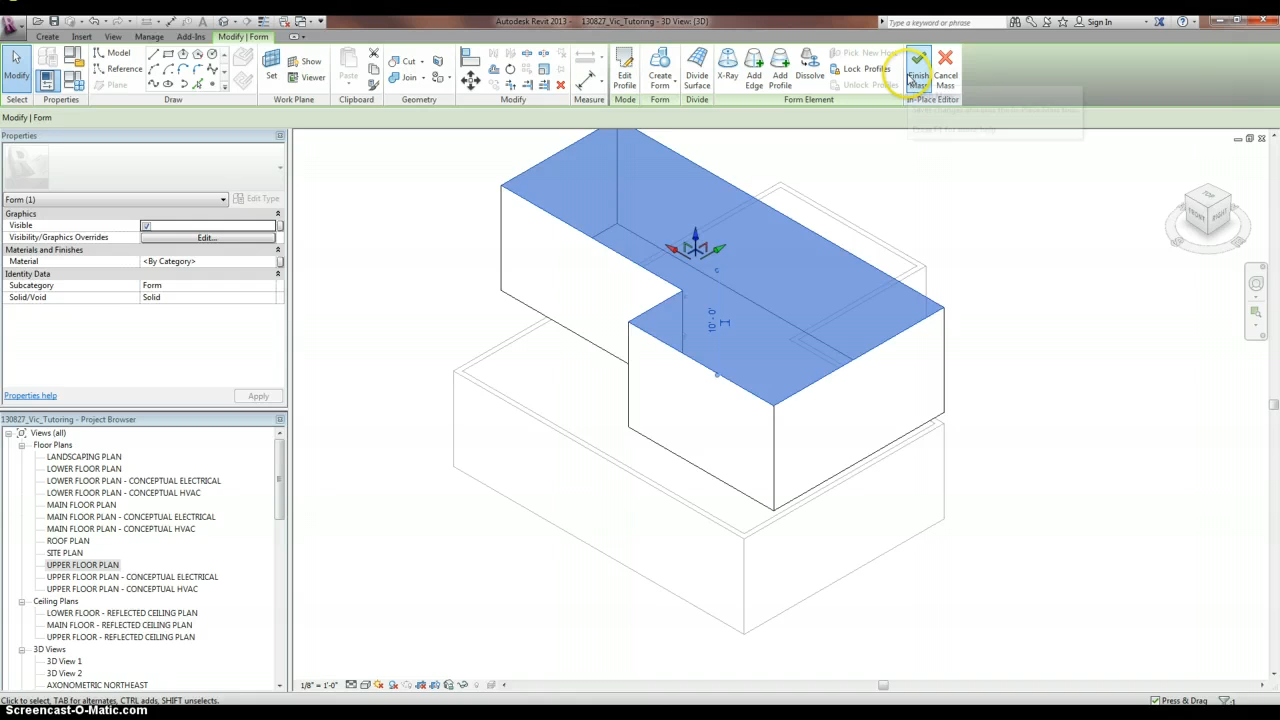 Autodesk Revit 2013 - 130827_Vic_Tutoring - 3D View: {3D}
Type a keyword or phrase
Sign In
Create Insert View Manage Add-Ins Modify | Form
Modify
Model
Reference
Plane
Set
Show
Viewer
Paste
Cut
Join
Edit Profile
Create Form
Divide Surface
X-Ray
Add Edge
Add Profile
Dissolve
Pick New Host
Lock Profiles
Unlock Profiles
Finish Mass
Cancel Mass
Select Properties Draw Work Plane Clipboard Modify Measure Mode Form Divide Form Element In-Place Editor
Modify | Form
Properties
Form (1)
Edit Type
Graphics
Visible
Visibility/Graphics Overrides Edit...
Materials and Finishes
Material <By Category>
Identity Data
Subcategory Form
Solid/Void Solid
Properties help
Apply
130827_Vic_Tutoring - Project Browser
Views (all)
Floor Plans
LANDSCAPING PLAN
LOWER FLOOR PLAN
LOWER FLOOR PLAN - CONCEPTUAL ELECTRICAL
LOWER FLOOR PLAN - CONCEPTUAL HVAC
MAIN FLOOR PLAN
MAIN FLOOR PLAN - CONCEPTUAL ELECTRICAL
MAIN FLOOR PLAN - CONCEPTUAL HVAC
ROOF PLAN
SITE PLAN
UPPER FLOOR PLAN
UPPER FLOOR PLAN - CONCEPTUAL ELECTRICAL
UPPER FLOOR PLAN - CONCEPTUAL HVAC
Ceiling Plans
LOWER FLOOR - REFLECTED CEILING PLAN
MAIN FLOOR - REFLECTED CEILING PLAN
UPPER FLOOR - REFLECTED CEILING PLAN
3D Views
3D View 1
3D View 2
AXONOMETRIC NORTHEAST
10' - 0"
TOP
FRONT
RIGHT
1/8" = 1'-0"
Click to select, TAB for alternates, CTRL adds, SHIFT unselects.
Press & Drag
:1
Screencast-O-Matic.com